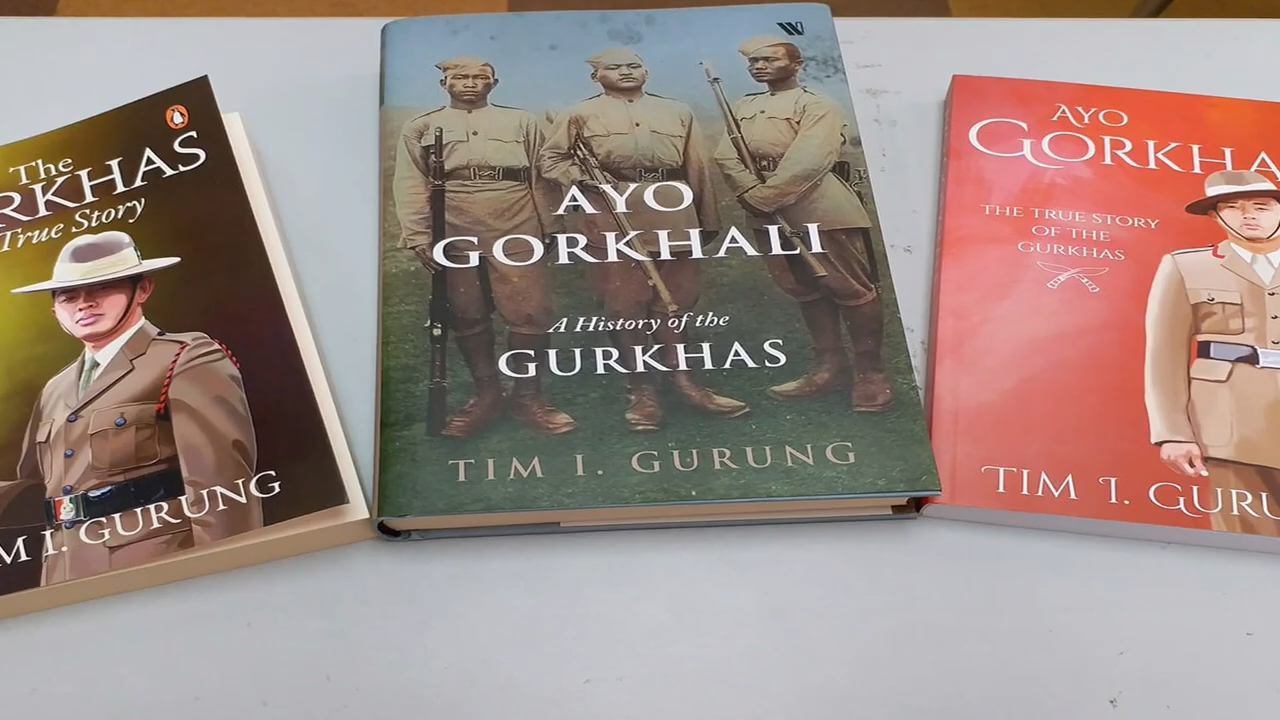 The
RKHAS
True Story
M I. GURUNG
AYO
GORKHALI
A History of the
GURKHAS
TIM I. GURUNG
AYO
GORKHA
THE TRUE STORY
OF THE
GURKHAS
TIM I. GURU